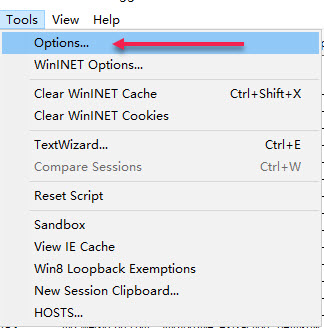 Tools View Help
Options...
WinINET Options...
Clear WinINET Cache Ctrl+Shift+X
Clear WinINET Cookies
TextWizard... Ctrl+E
Compare Sessions Ctrl+W
Reset Script
Sandbox
View IE Cache
Win8 Loopback Exemptions
New Session Clipboard...
HOSTS...